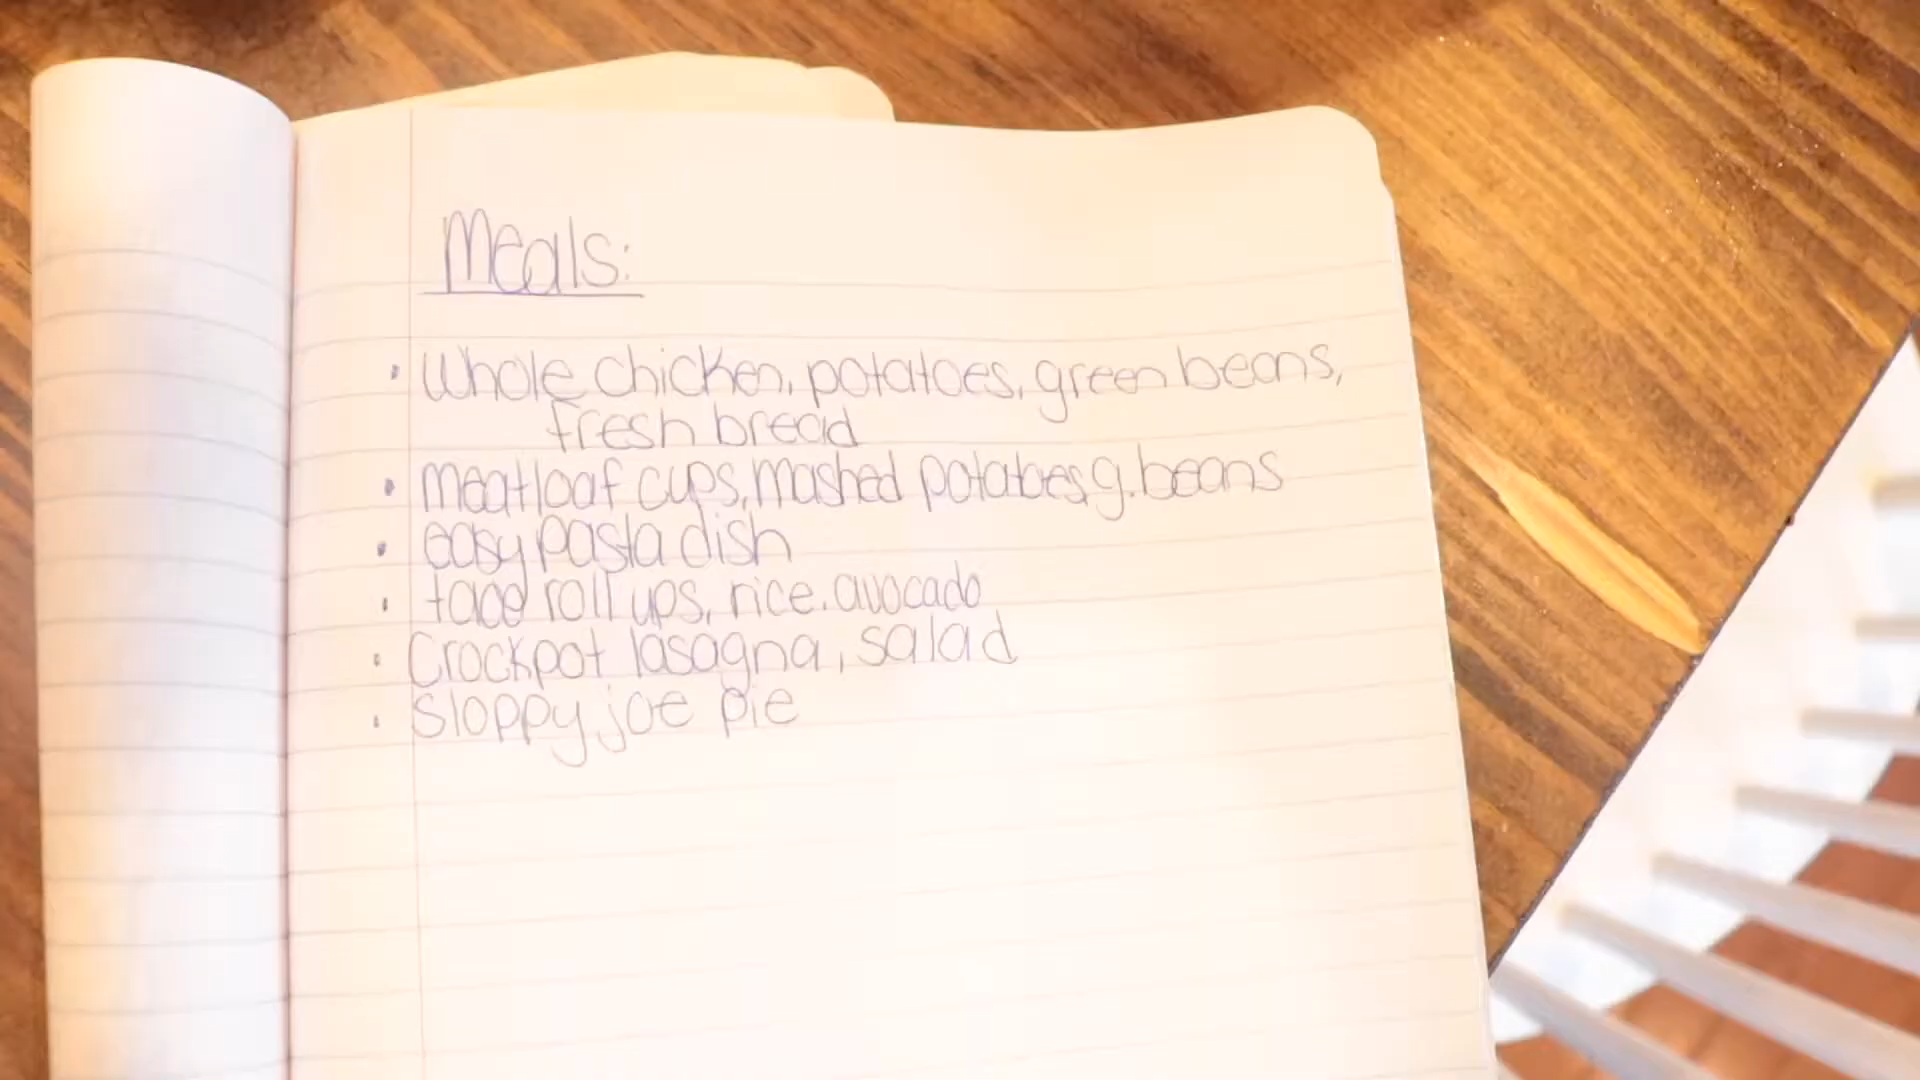 Meals:
· Whole chicken, potatoes, green beans,
fresh bread
· meatloaf cups, mashed potatoes, g. beans
· easy pasta dish
· taco roll ups, rice, avocado
· Crockpot lasagna, salad
· Sloppy joe pie